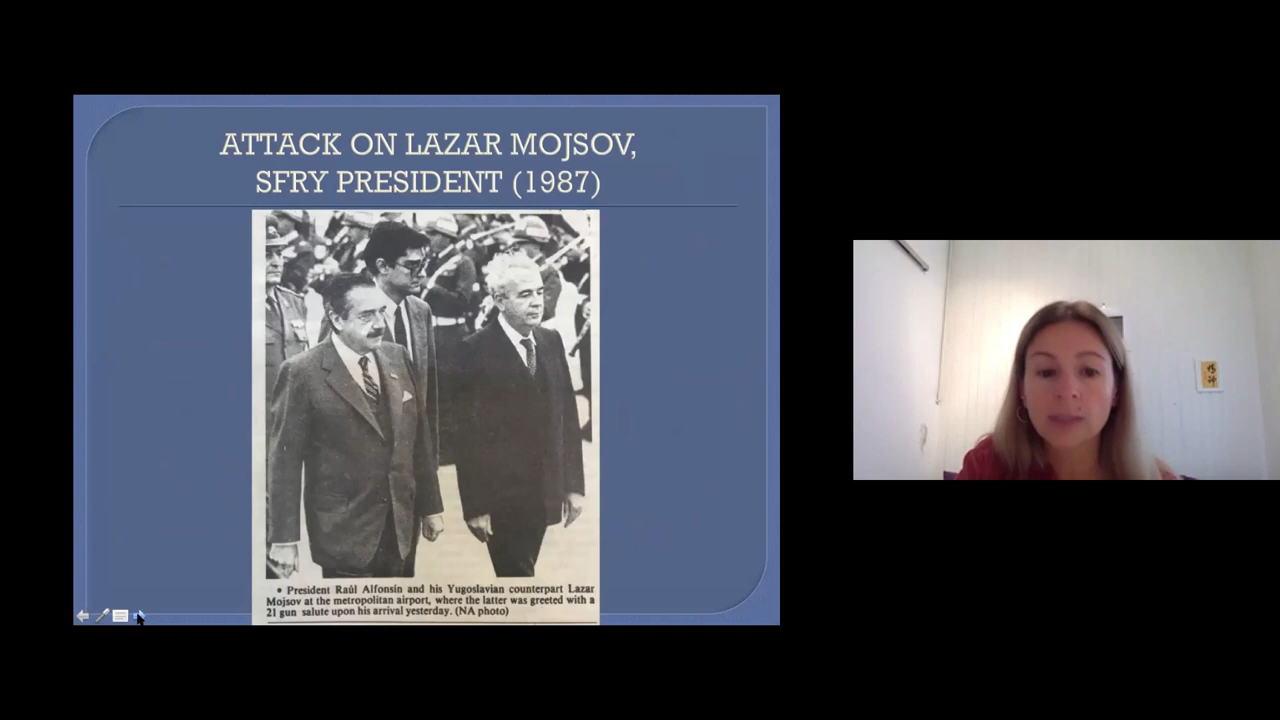 ATTACK ON LAZAR MOJSOV,
SFRY PRESIDENT (1987)
• President Raûl Alfonsín and his Yugoslavian counterpart Lazar
Mojsov at the metropolitan airport, where the latter was greeted with a
21 gun salute upon his arrival yesterday. (NA photo)